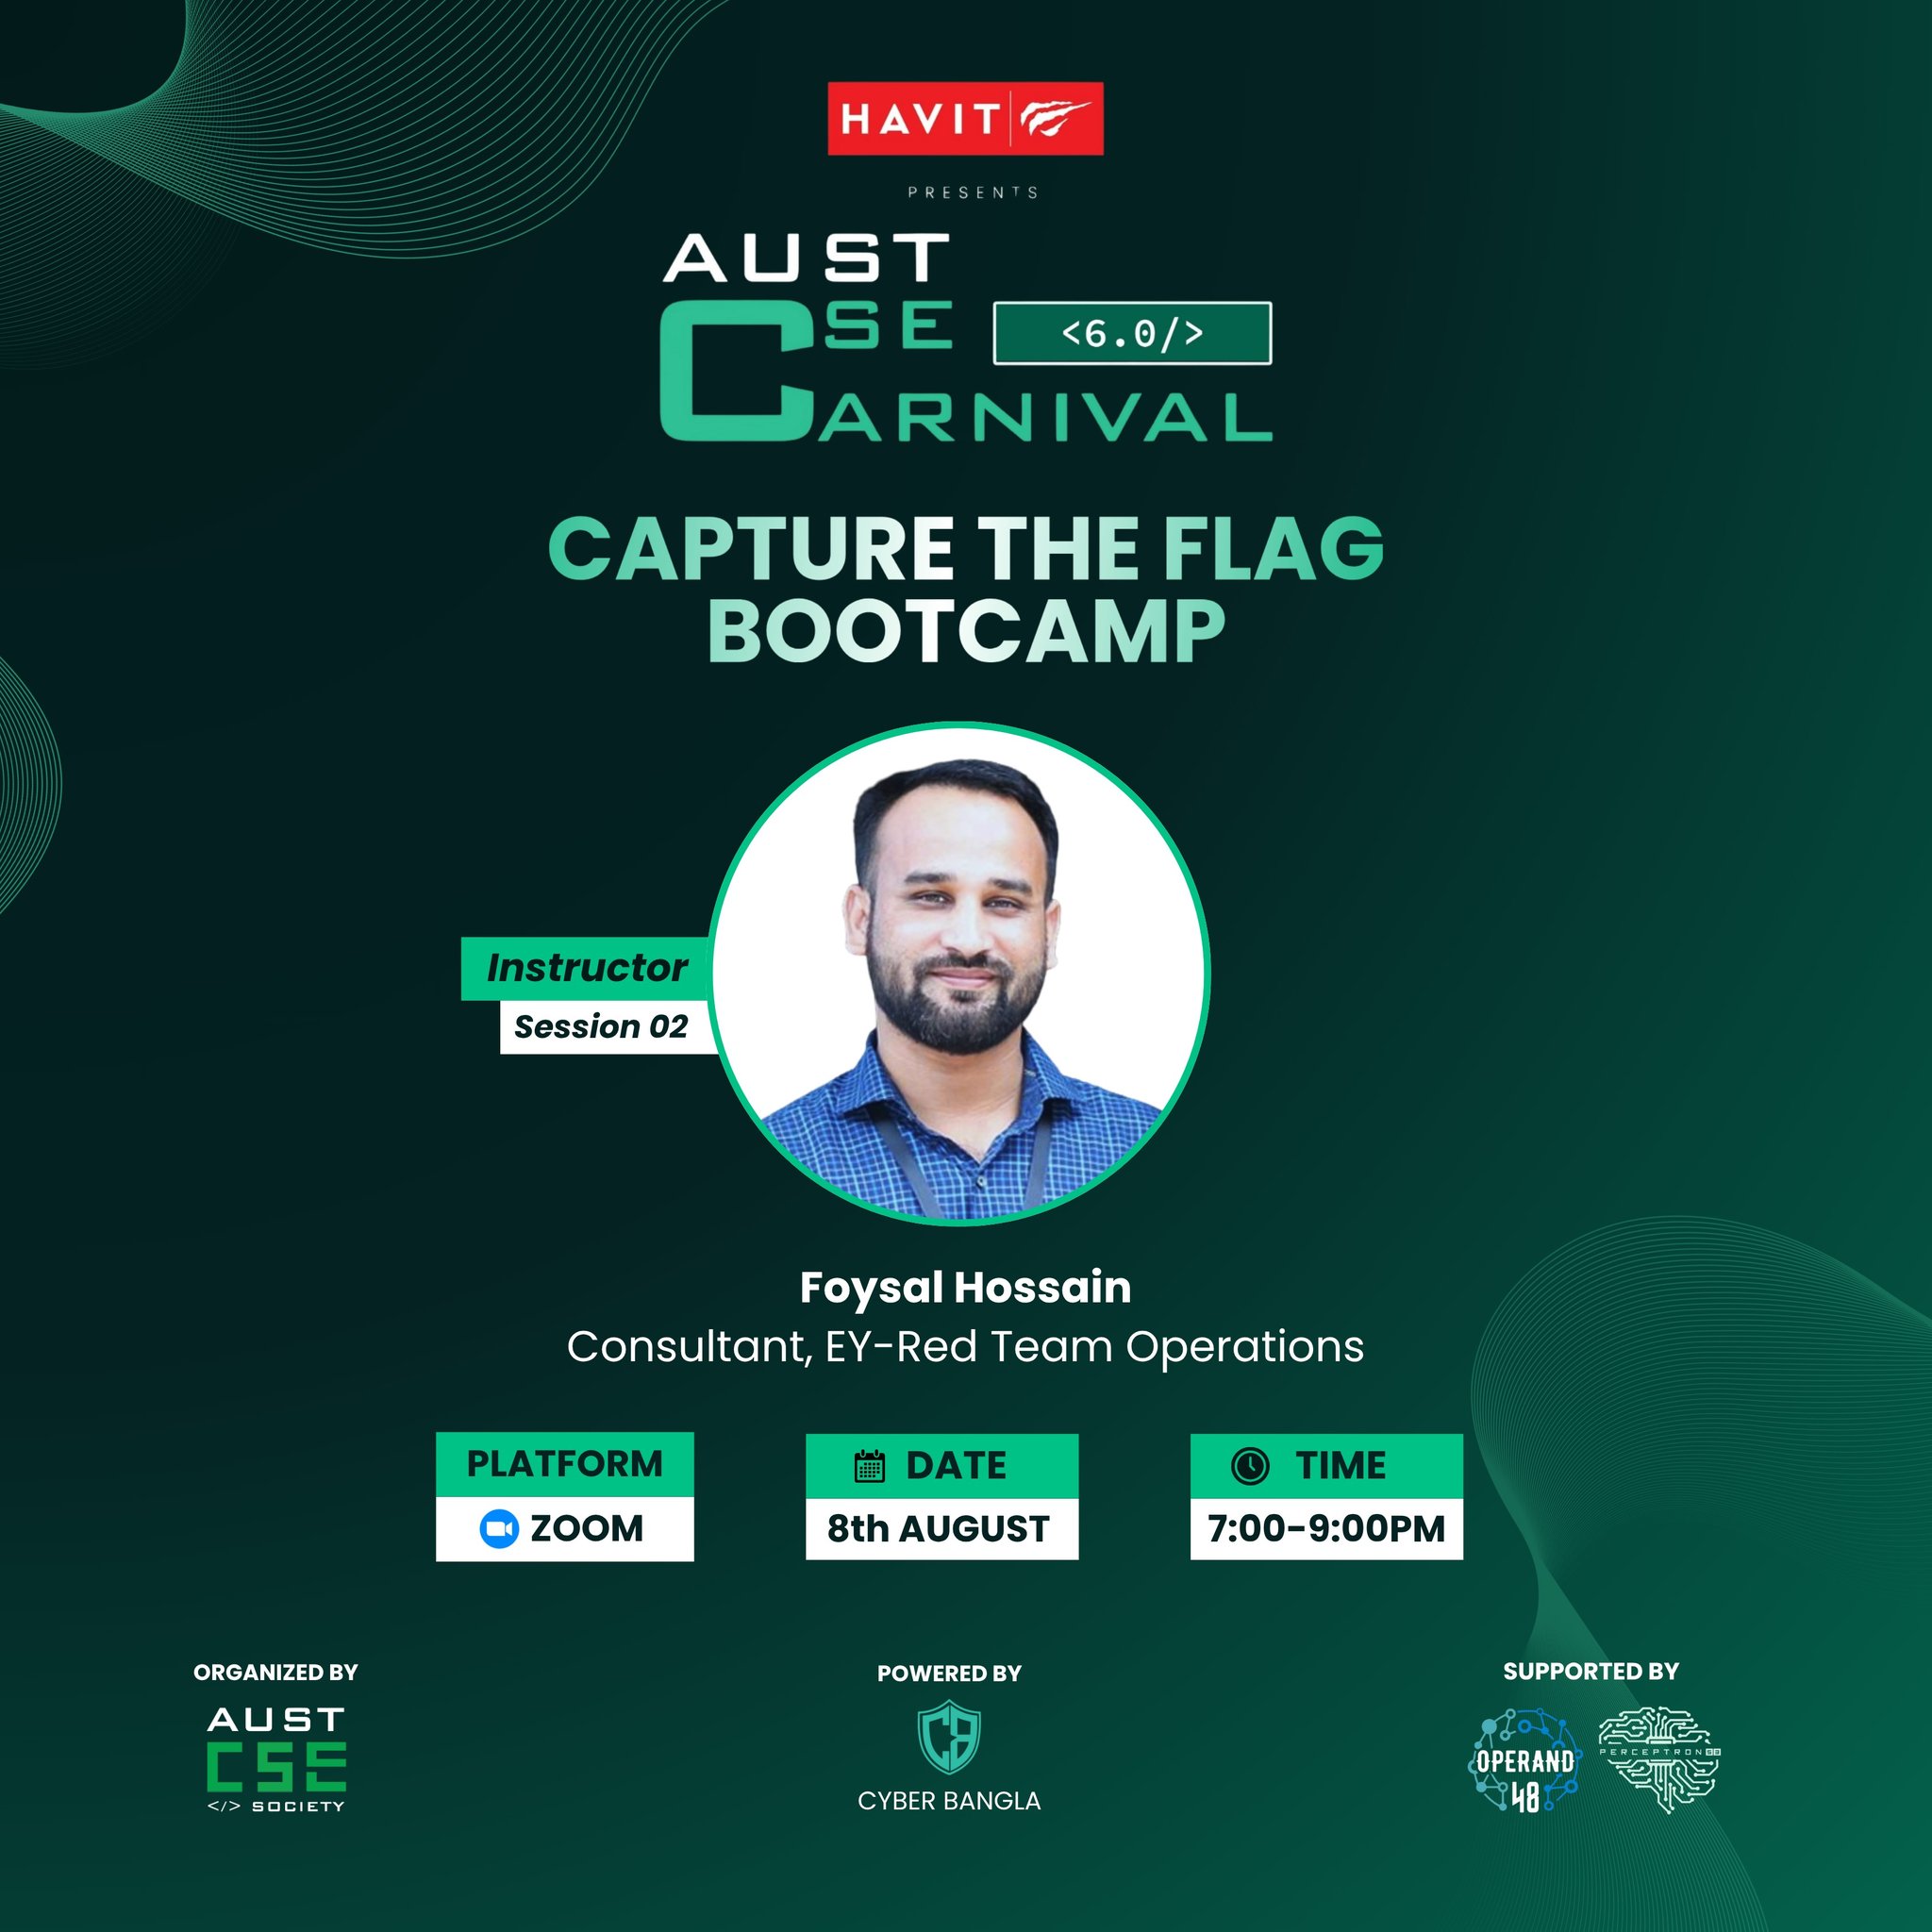 HAVIT
PRESENTS
AUST
CSE <6.0/>
CARNIVAL
CAPTURE THE FLAG
BOOTCAMP
Instructor
Session 02
Foysal Hossain
Consultant, EY-Red Team Operations
PLATFORM
ZOOM
DATE
8th AUGUST
TIME
7:00-9:00PM
ORGANIZED BY
AUST
CSE
</> SOCIETY
POWERED BY
CB
CYBER BANGLA
SUPPORTED BY
OPERAND
48
PERCEPTRON